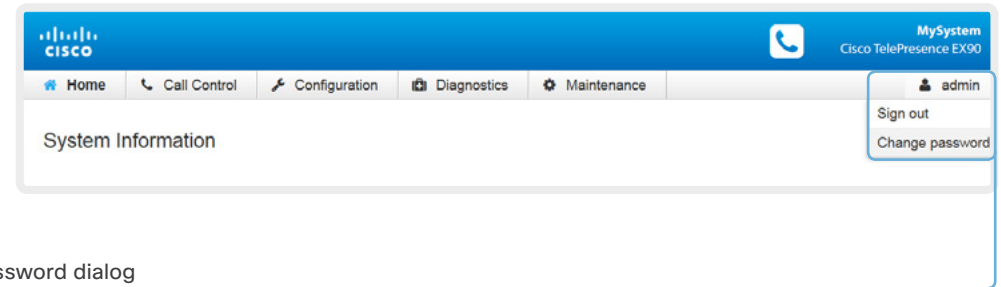 CISCO
MySystem
Cisco TelePresence EX90
Home Call Control Configuration Diagnostics Maintenance admin
Sign out
System Information
Change password
dialog